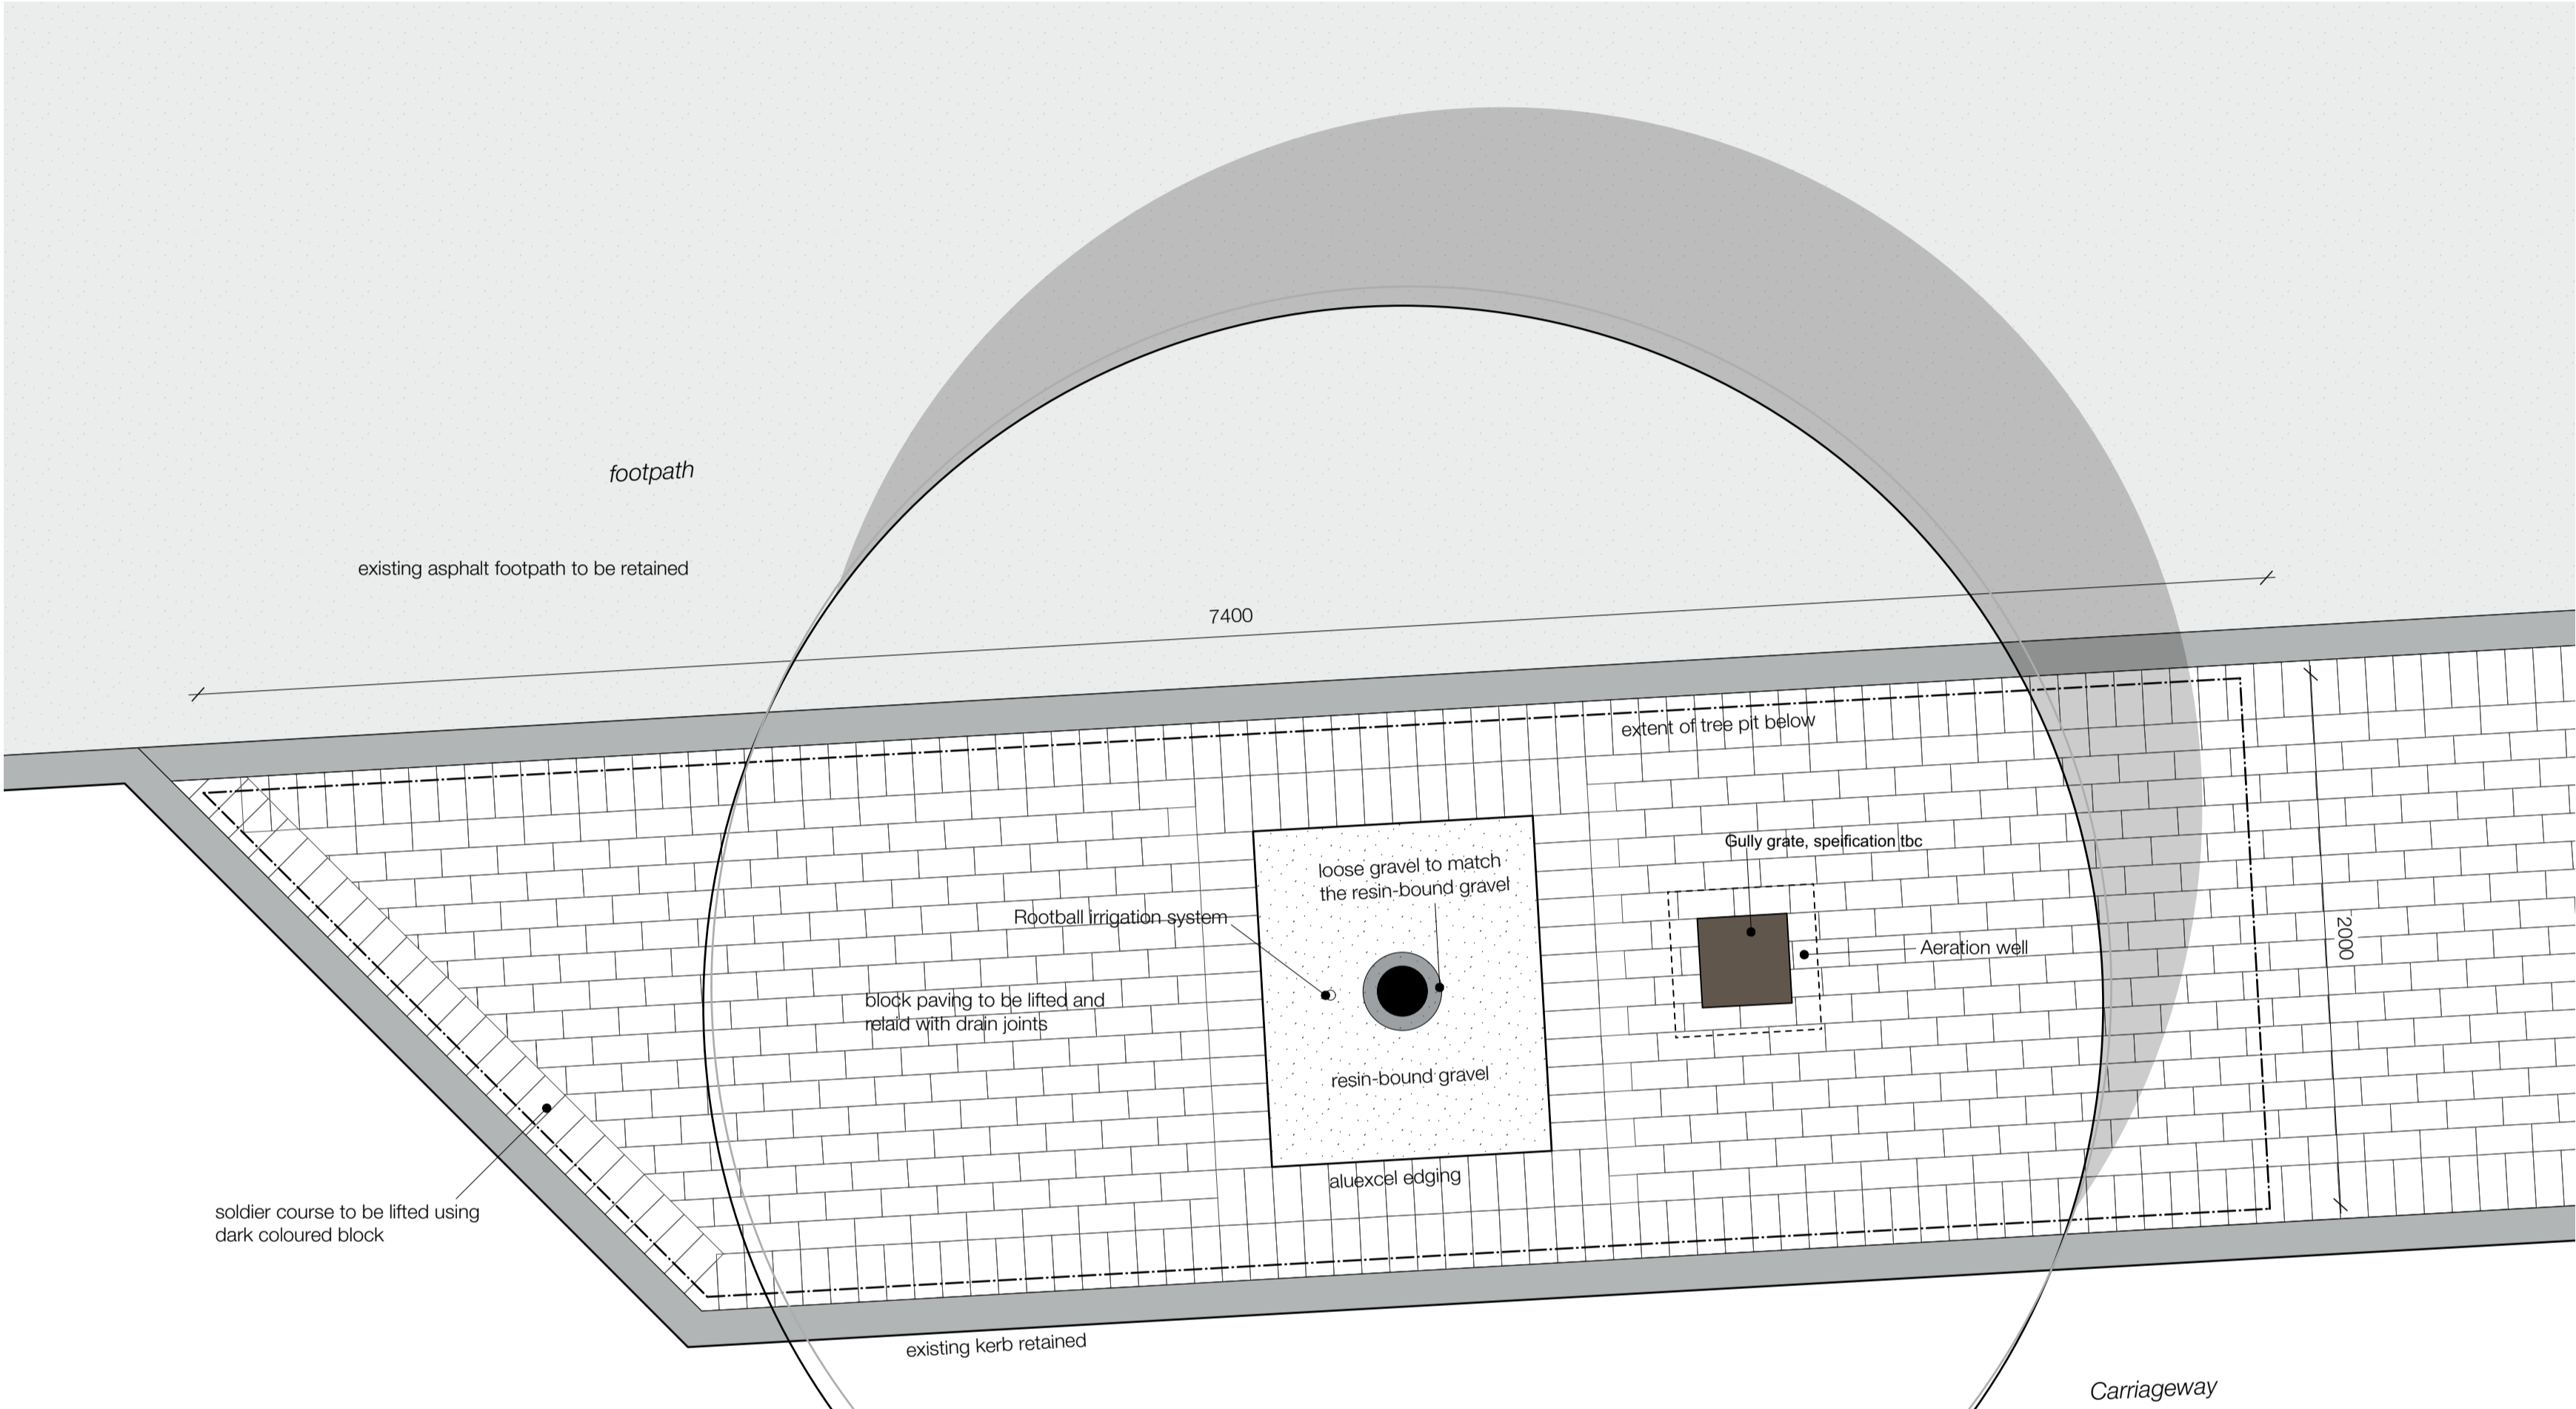 footpath
existing asphalt footpath to be retained
7400
extent of tree pit below
Gully grate, speification tbc
loose gravel to match
the resin-bound gravel
Rootball irrigation system
Aeration well
2000
block paving to be lifted and
relaid with drain joints
resin-bound gravel
aluexcel edging
soldier course to be lifted using
dark coloured block
existing kerb retained
Carriageway